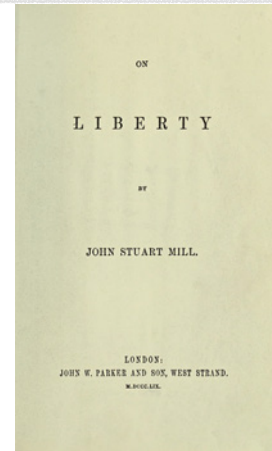 ON
LIBERTY
BY
JOHN STUART MILL.
LONDON:
JOHN W. PARKER AND SON, WEST STRAND.
M.DCCC.LIX.